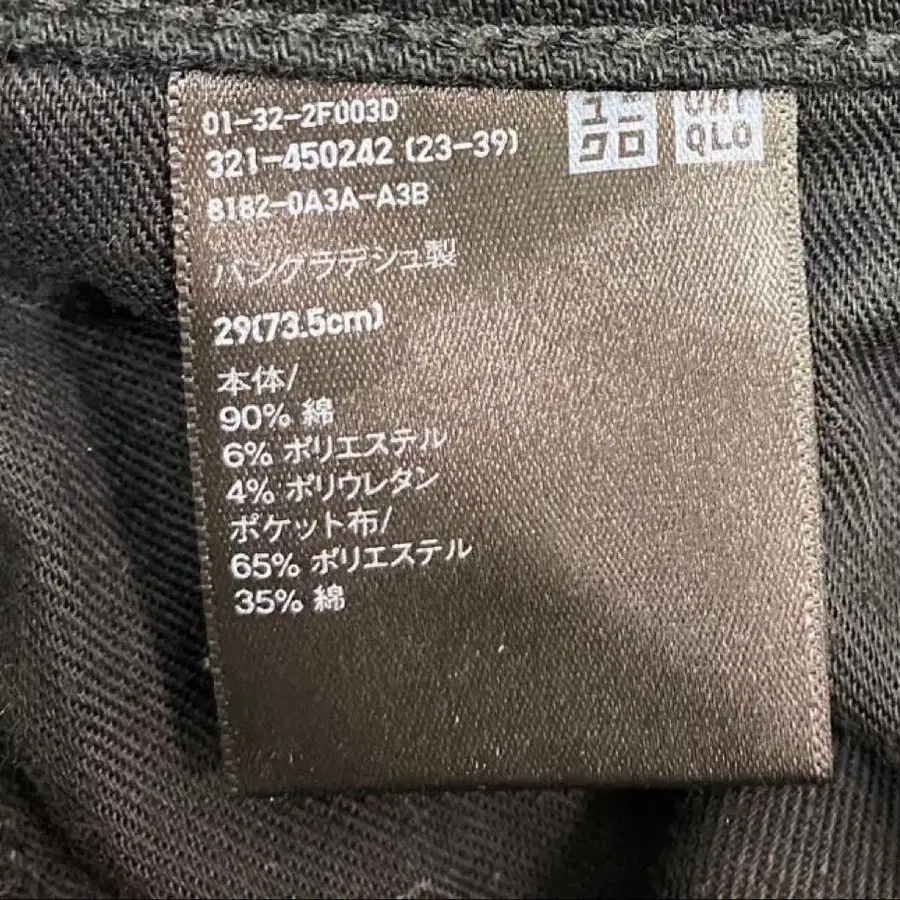 01-32-2F003D
321-450242 (23-39)
8182-0A3A-A3B
ユニ
クロ
UNI
QLO
バングラデシュ製
29(73.5cm)
本体/
90% 綿
6% ポリエステル
4% ポリウレタン
ポケット布/
65% ポリエステル
35% 綿